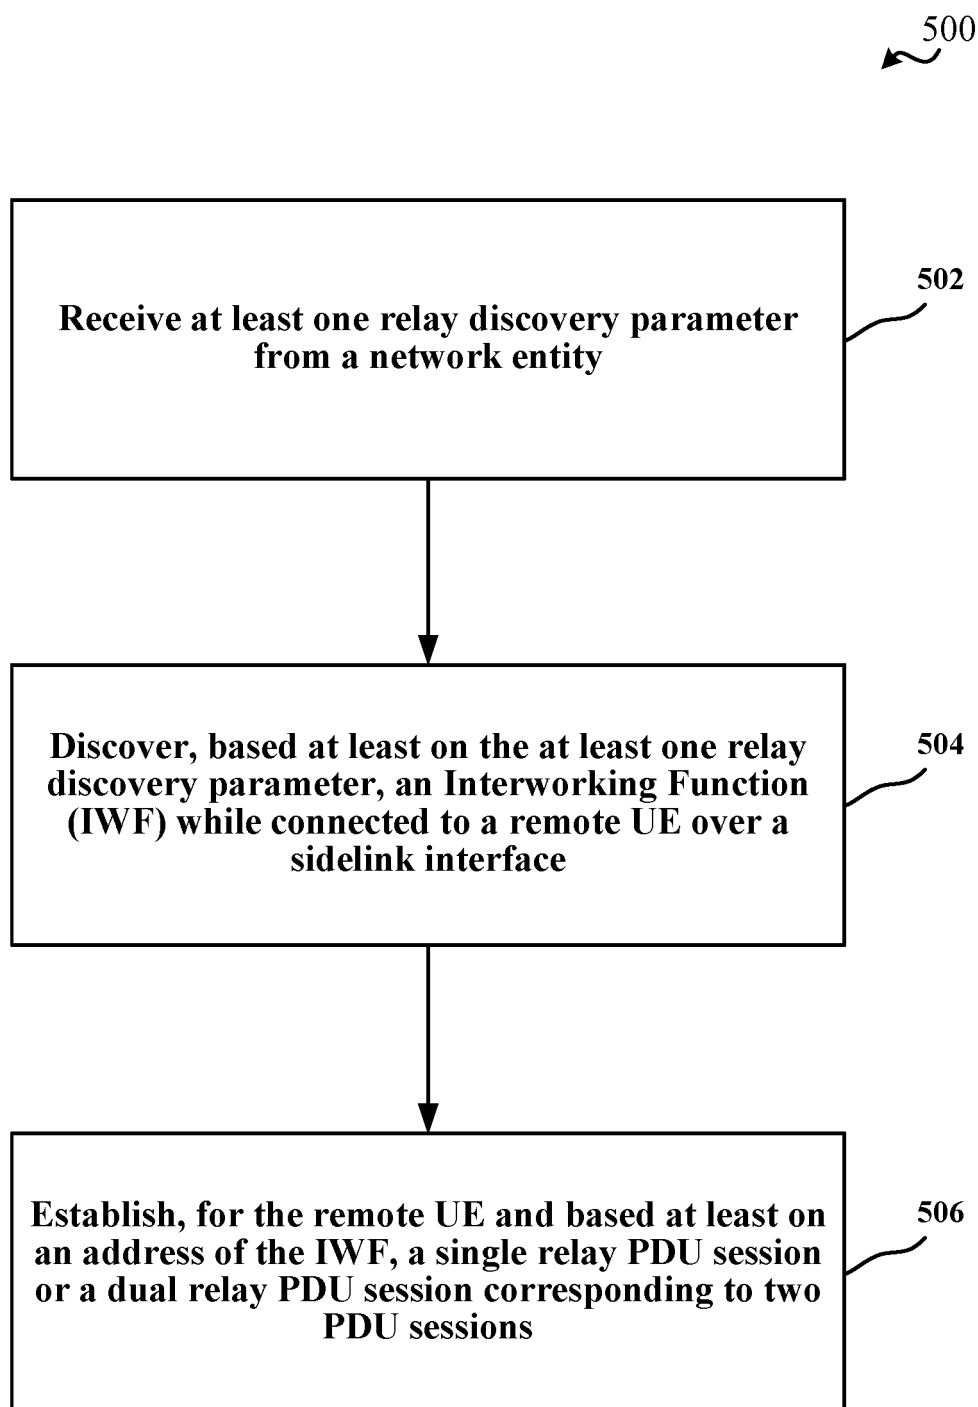 500
Receive at least one relay discovery parameter
from a network entity
502
Discover, based at least on the at least one relay
discovery parameter, an Interworking Function
(IWF) while connected to a remote UE over a
sidelink interface
504
Establish, for the remote UE and based at least on
an address of the IWF, a single relay PDU session
or a dual relay PDU session corresponding to two
PDU sessions
506